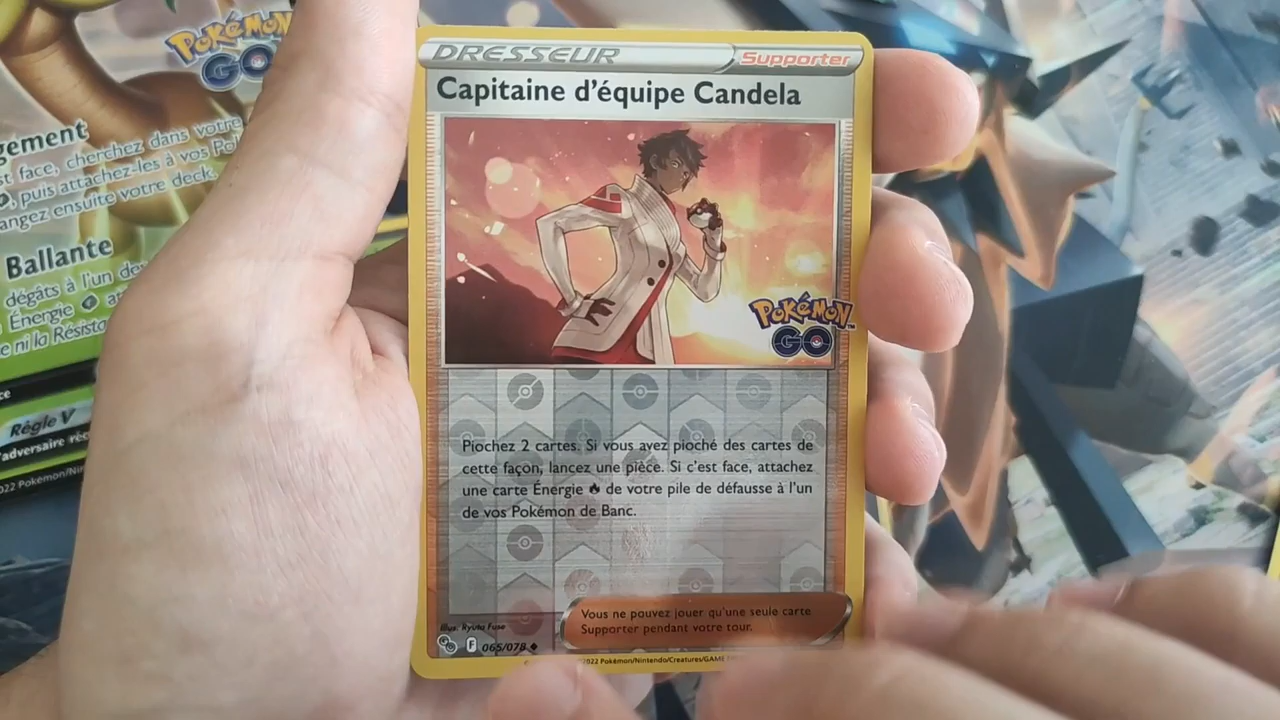 POKÉMON
GO
gement
st face, cherchez dans votre
, puis attachez-les à vos Po
angez ensuite votre deck.
Ballante
dégâts à l'un de
Énergie
e ni la Résista
ce
Règle V
'adversaire réc
022 Pokémon/Nin
DRESSEUR
Supporter
Capitaine d'équipe Candela
POKÉMON
GO
Piochez 2 cartes. Si vous avez pioché des cartes de
cette façon, lancez une pièce. Si c'est face, attachez
une carte Énergie de votre pile de défausse à l'un
de vos Pokémon de Banc.
Vous ne pouvez jouer qu'une seule carte
Supporter pendant votre tour.
Illus. Ryuta Fuse
F 065/078
©2022 Pokémon/Nintendo/Creatures/GAME